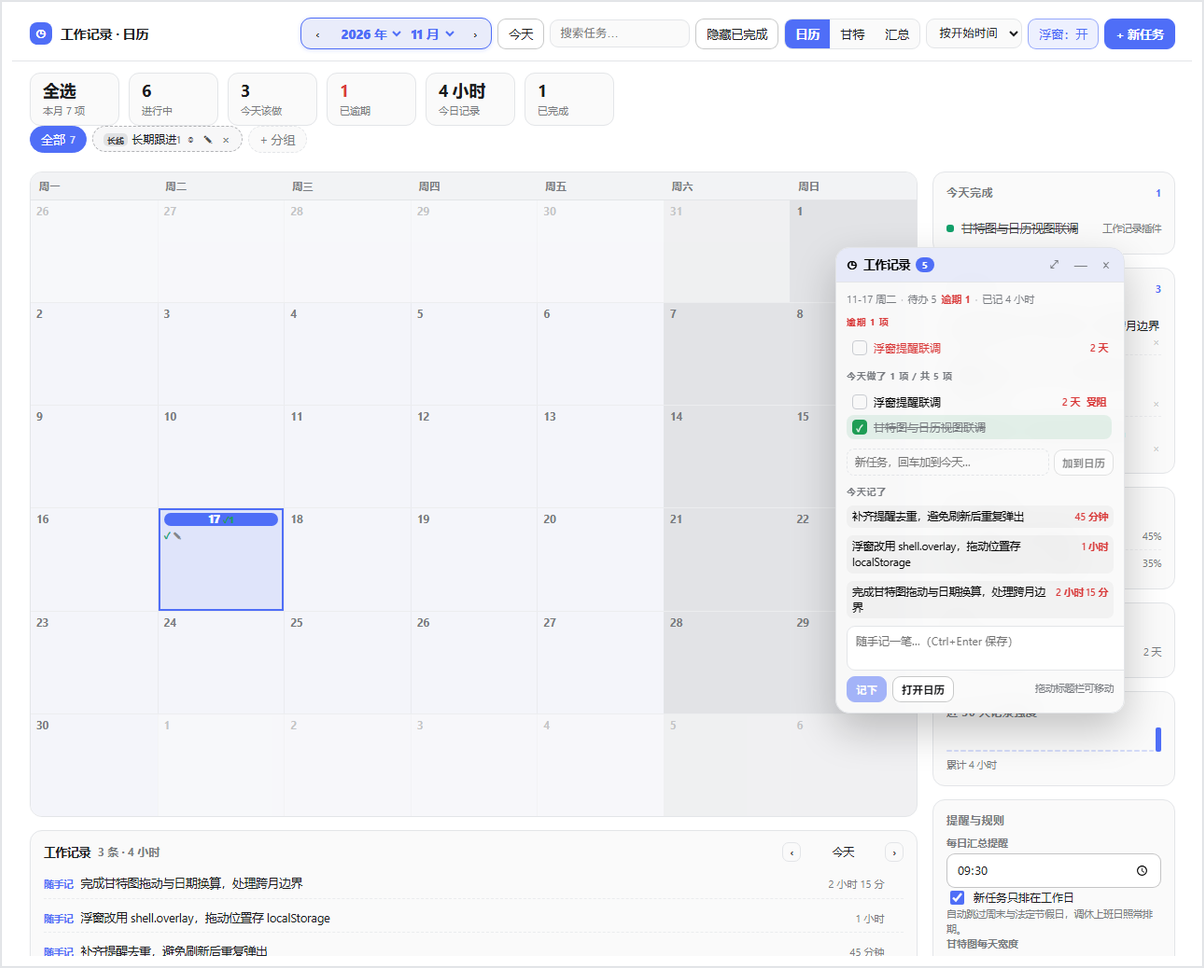 工作记录 · 日历
‹ 2026 年 11 月 ›
今天
搜索任务...
隐藏已完成
日历 甘特 汇总
按开始时间
浮窗：开
+ 新任务
全选
本月 7 项
6
进行中
3
今天该做
1
已逾期
4 小时
今日记录
1
已完成
全部 7
长线 长期跟进1 ×
+ 分组
周一 周二 周三 周四 周五 周六 周日
26 27 28 29 30 31 1
2 3 4 5 6 7 8
9 10 11 12 13 14 15
16 17 18 19 20 21 22
✓
23 24 25 26 27 28 29
30 1 2 3 4 5 6
工作记录 3 条 · 4 小时
‹ 今天 ›
随手记 完成甘特图拖动与日期换算，处理跨月边界 2 小时 15 分
随手记 浮窗改用 shell.overlay，拖动位置存 localStorage 1 小时
随手记 补齐提醒去重，避免刷新后重复弹出 45 分钟
今天完成 1
甘特图与日历视图联调 工作记录插件
3
月边界
×
×
×
45%
35%
2 天
累计 4 小时
提醒与规则
每日汇总提醒
09:30
新任务只排在工作日
自动跳过周末与法定节假日，调休上班日照常排
期。
甘特图每天宽度
工作记录 5
11-17 周二 · 待办 5 逾期 1 · 已记 4 小时
逾期 1 项
浮窗提醒联调 2 天
今天做了 1 项 / 共 5 项
浮窗提醒联调 2 天 受阻
甘特图与日历视图联调
新任务，回车加到今天...
加到日历
今天记了
补齐提醒去重，避免刷新后重复弹出 45 分钟
浮窗改用 shell.overlay，拖动位置存 1 小时
localStorage
完成甘特图拖动与日期换算，处理跨月边 2 小时 15 分
界
随手记一笔...（Ctrl+Enter 保存）
记下
打开日历
拖动标题栏可移动